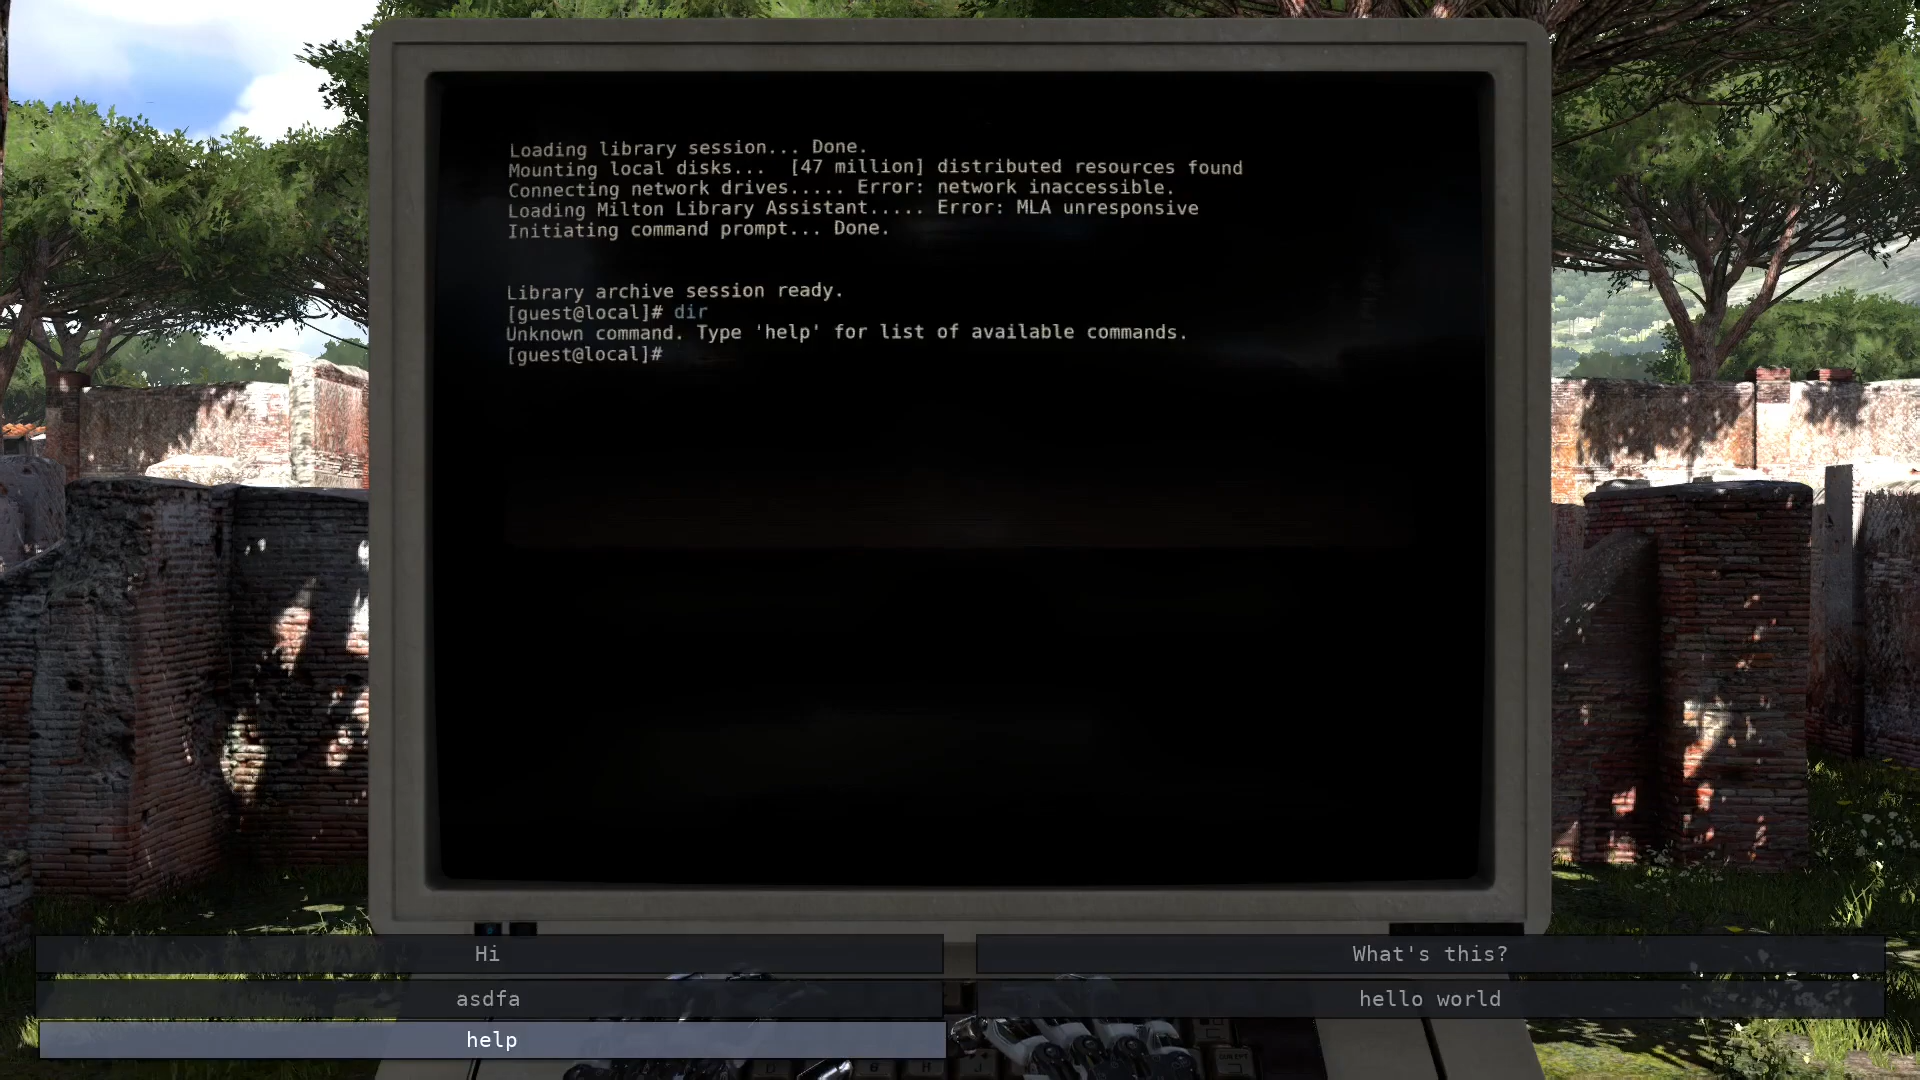 Loading library session... Done.
Mounting local disks...  [47 million] distributed resources found
Connecting network drives..... Error: network inaccessible.
Loading Milton Library Assistant..... Error: MLA unresponsive
Initiating command prompt... Done.
Library archive session ready.
[guest@local]# dir
Unknown command. Type 'help' for list of available commands.
[guest@local]#
Hi
What's this?
asdfa
hello world
help